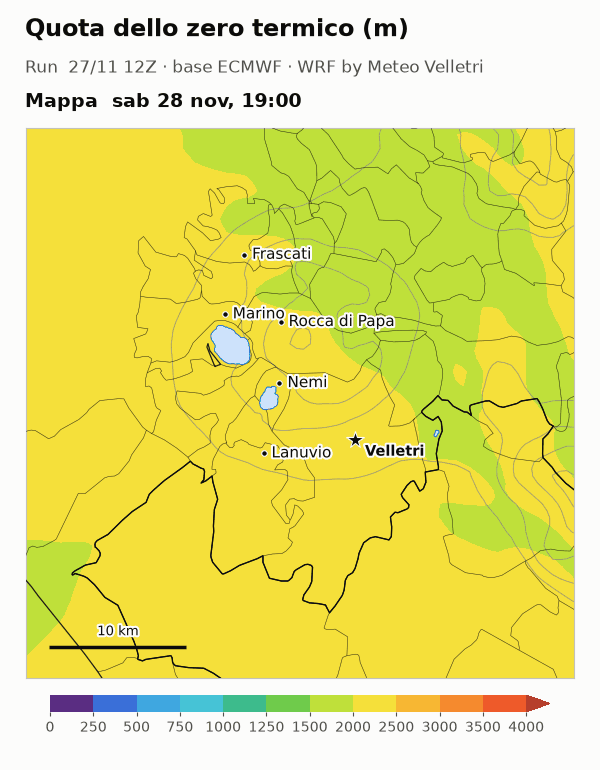 Quota dello zero termico (m)
Run  27/11 12Z · base ECMWF · WRF by Meteo Velletri
Mappa  sab 28 nov, 19:00
Frascati
Marino
Rocca di Papa
Nemi
Lanuvio
Velletri
10 km
0 250 500 750 1000 1250 1500 2000 2500 3000 3500 4000